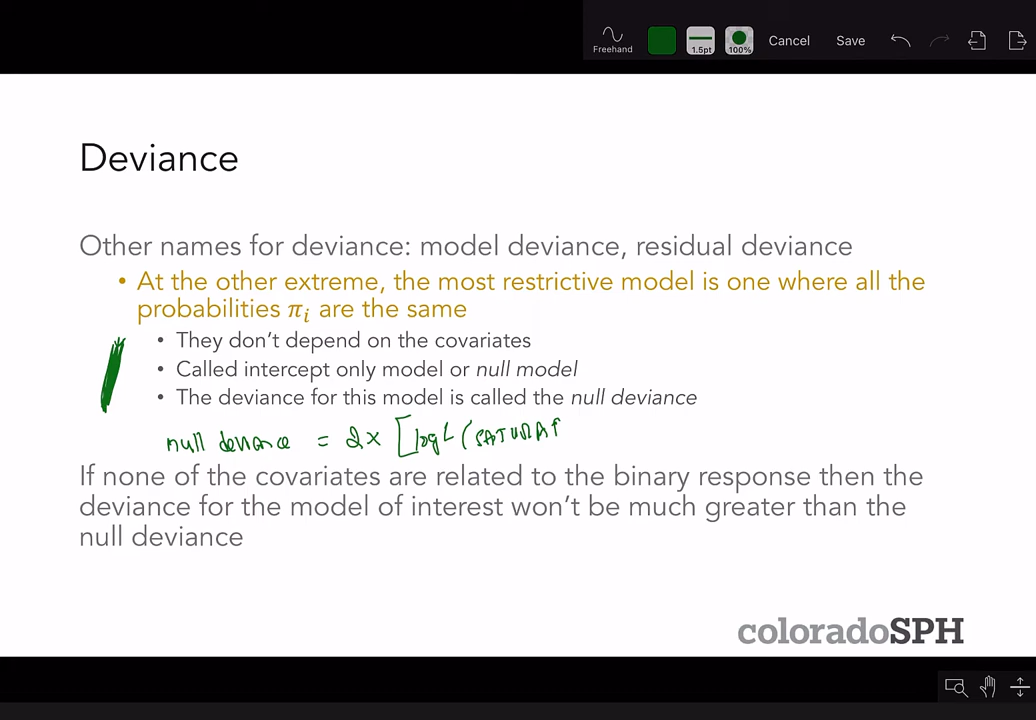 Freehand
1.5pt
100%
Cancel
Save
Deviance
Other names for deviance: model deviance, residual deviance
• At the other extreme, the most restrictive model is one where all the
probabilities πᵢ are the same
• They don't depend on the covariates
• Called intercept only model or null model
• The deviance for this model is called the null deviance
null deviance = 2x [logL (SATURAT
If none of the covariates are related to the binary response then the
deviance for the model of interest won't be much greater than the
null deviance
coloradoSPH